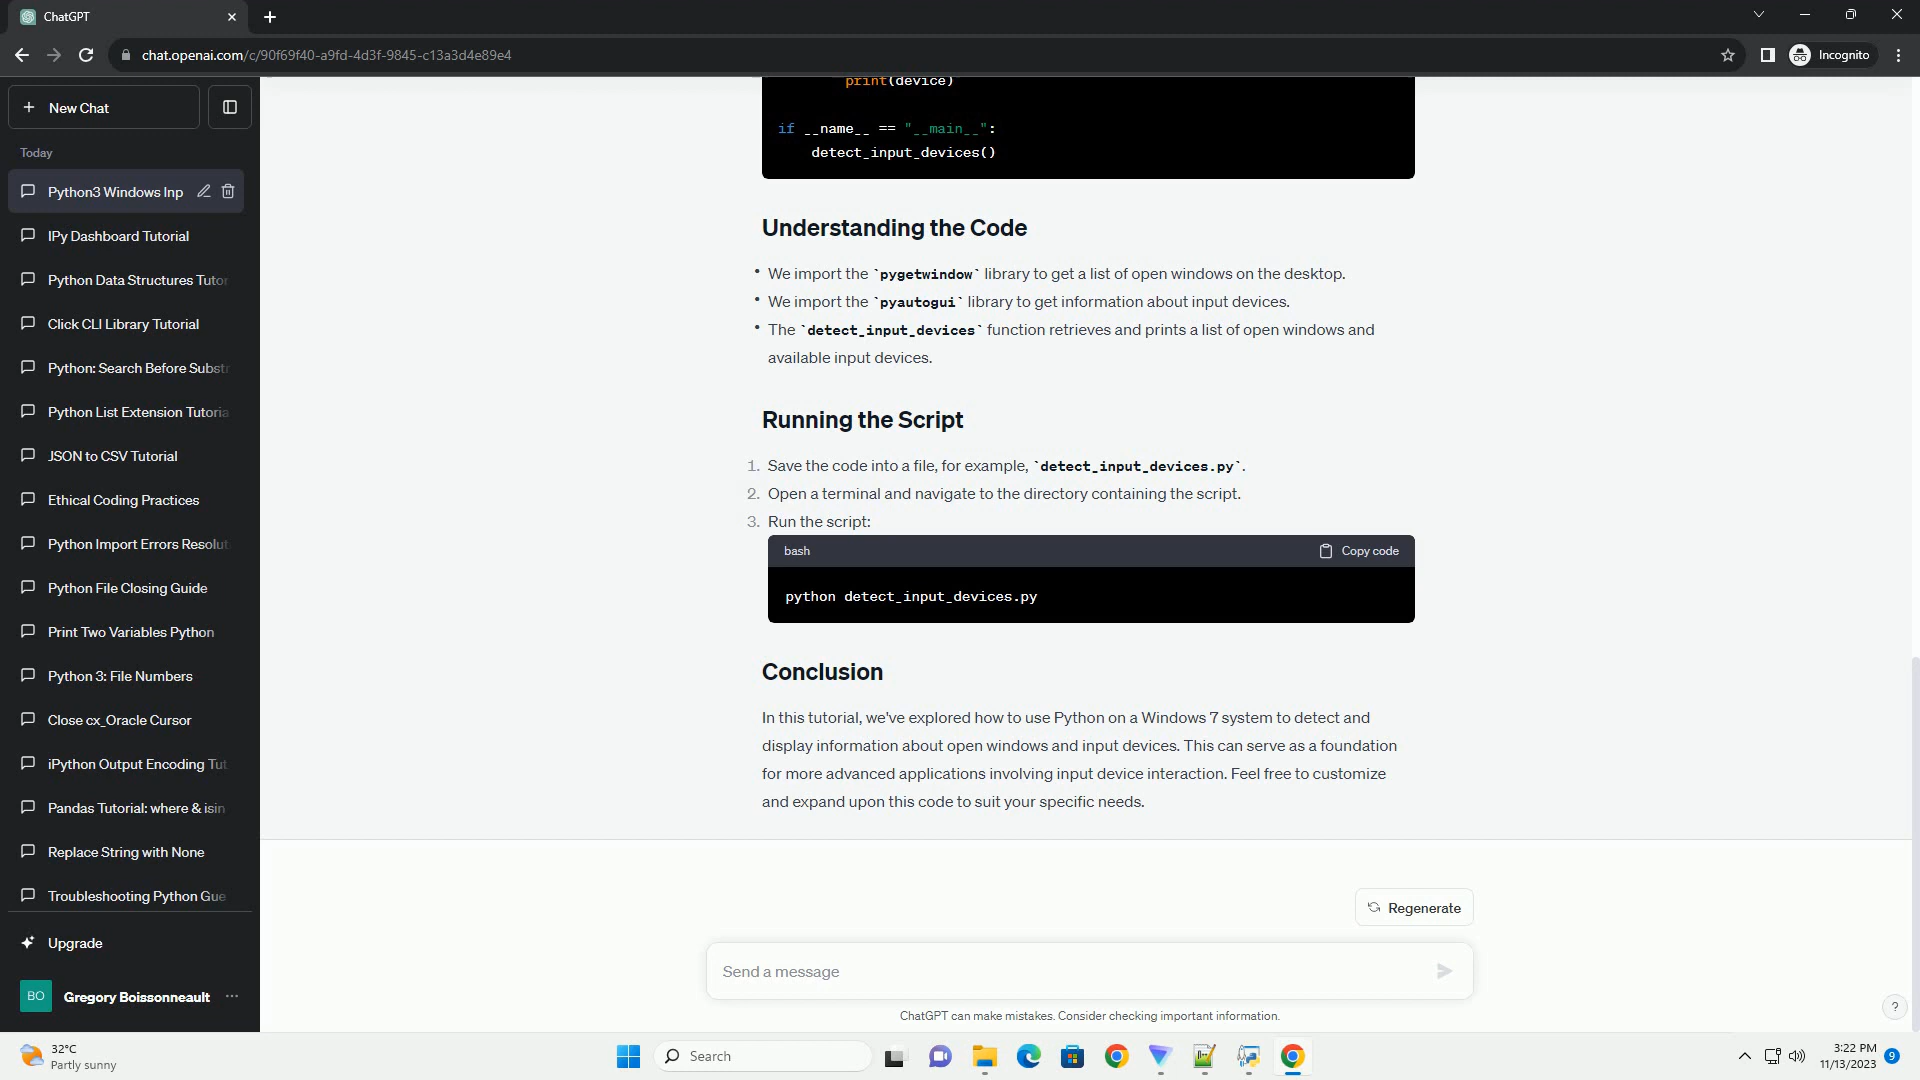 ChatGPT
chat.openai.com/c/90f69f40-a9fd-4d3f-9845-c13a3d4e89e4
Incognito
New Chat
Today
Python3 Windows Inp
IPy Dashboard Tutorial
Python Data Structures Tutor
Click CLI Library Tutorial
Python: Search Before Substr
Python List Extension Tutoria
JSON to CSV Tutorial
Ethical Coding Practices
Python Import Errors Resolut
Python File Closing Guide
Print Two Variables Python
Python 3: File Numbers
Close cx_Oracle Cursor
iPython Output Encoding Tut
Pandas Tutorial: where & isin
Replace String with None
Troubleshooting Python Gue
Upgrade
BO
Gregory Boissonneault
print(device)
if __name__ == "__main__":
detect_input_devices()
Understanding the Code
• We import the `pygetwindow` library to get a list of open windows on the desktop.
• We import the `pyautogui` library to get information about input devices.
• The `detect_input_devices` function retrieves and prints a list of open windows and
available input devices.
Running the Script
1. Save the code into a file, for example, `detect_input_devices.py`.
2. Open a terminal and navigate to the directory containing the script.
3. Run the script:
bash
Copy code
python detect_input_devices.py
Conclusion
In this tutorial, we've explored how to use Python on a Windows 7 system to detect and
display information about open windows and input devices. This can serve as a foundation
for more advanced applications involving input device interaction. Feel free to customize
and expand upon this code to suit your specific needs.
Regenerate
Send a message
ChatGPT can make mistakes. Consider checking important information.
?
32°C
Partly sunny
Search
3:22 PM
11/13/2023
9